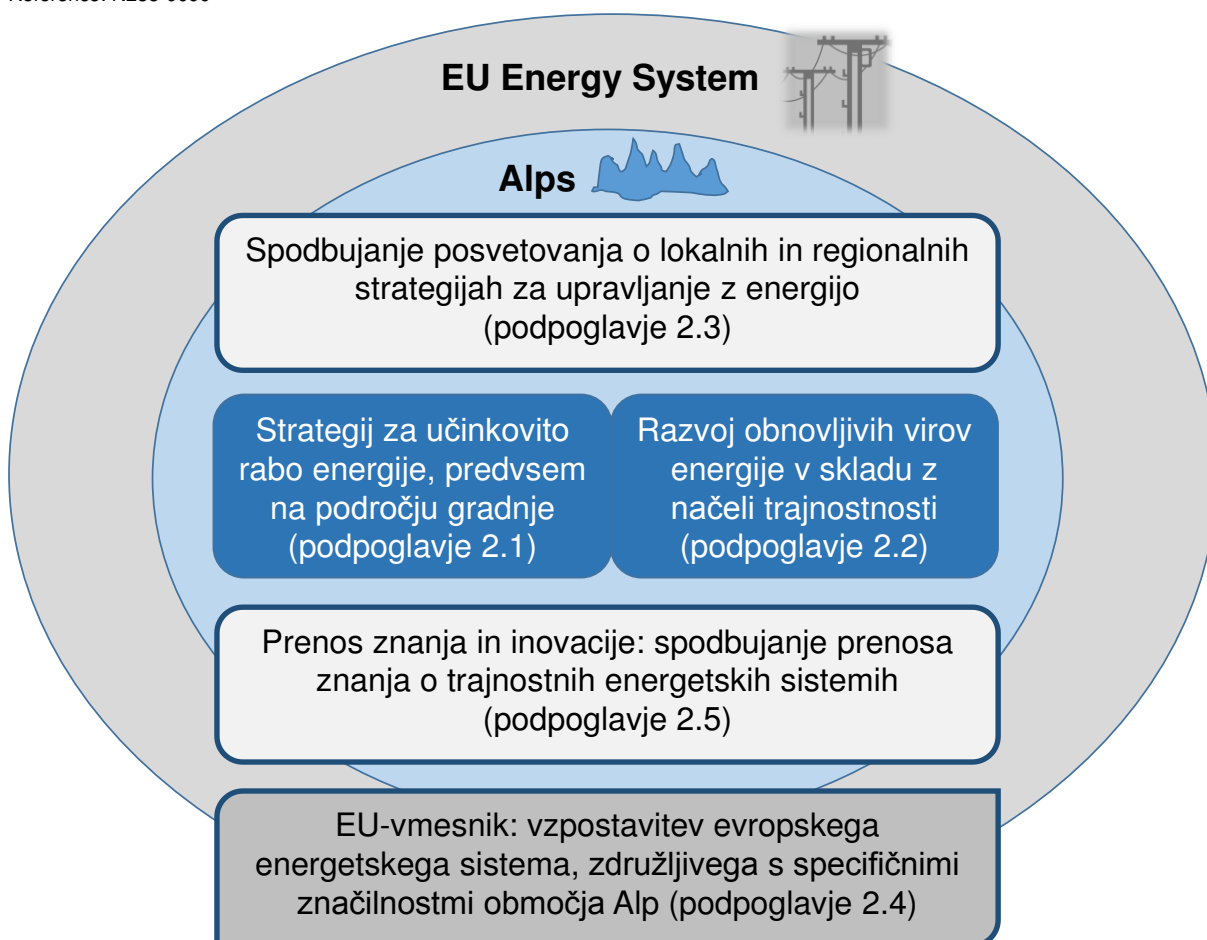 EU Energy System
Alps
Spodbujanje posvetovanja o lokalnih in regionalnih
strategijah za upravljanje z energijo
(podpoglavje 2.3)
Strategij za učinkovito
rabo energije, predvsem
na področju gradnje
(podpoglavje 2.1)
Razvoj obnovljivih virov
energije v skladu z
načeli trajnostnosti
(podpoglavje 2.2)
Prenos znanja in inovacije: spodbujanje prenosa
znanja o trajnostnih energetskih sistemih
(podpoglavje 2.5)
EU-vmesnik: vzpostavitev evropskega
energetskega sistema, združljivega s specifičnimi
značilnostmi območja Alp (podpoglavje 2.4)